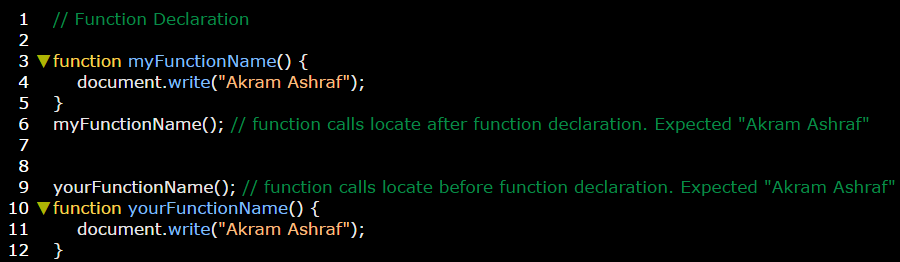 1 // Function Declaration
2
3 ▼function myFunctionName() {
4 document.write("Akram Ashraf");
5 }
6 myFunctionName(); // function calls locate after function declaration. Expected "Akram Ashraf"
7
8
9 yourFunctionName(); // function calls locate before function declaration. Expected "Akram Ashraf"
10 ▼function yourFunctionName() {
11 document.write("Akram Ashraf");
12 }